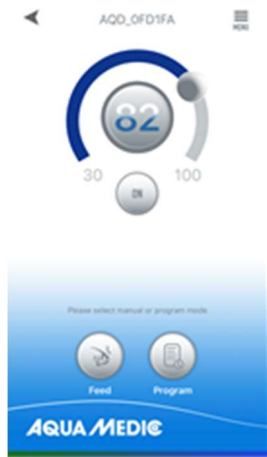 AQD_0FD1FA
MENU
82
30
100
ON
Please select manual or program mode
Feed
Program
AQUA MEDIC